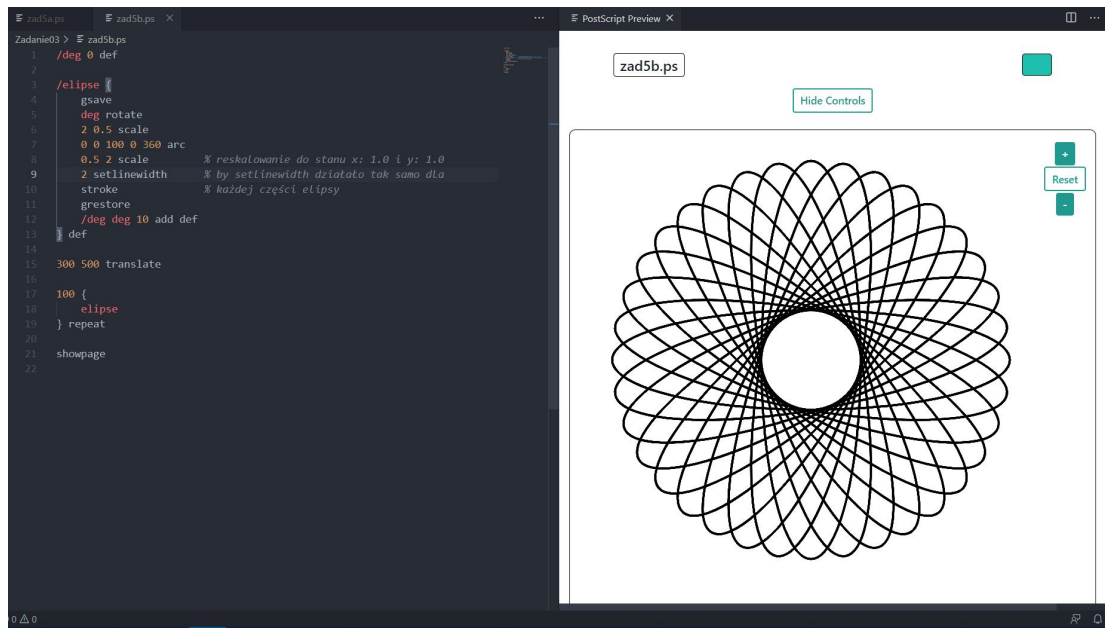 zad5a.ps zad5b.ps × ···
Zadanie03 > zad5b.ps
1 /deg 0 def
2
3 /elipse {
4 gsave
5 deg rotate
6 2 0.5 scale
7 0 0 100 0 360 arc
8 0.5 2 scale % reskalowanie do stanu x: 1.0 i y: 1.0
9 2 setlinewidth % by setlinewidth działało tak samo dla
10 stroke % każdej części elipsy
11 grestore
12 /deg deg 10 add def
13 } def
14
15 300 500 translate
16
17 100 {
18 elipse
19 } repeat
20
21 showpage
22
0 0
PostScript Preview × ···
zad5b.ps
Hide Controls
+
Reset
-